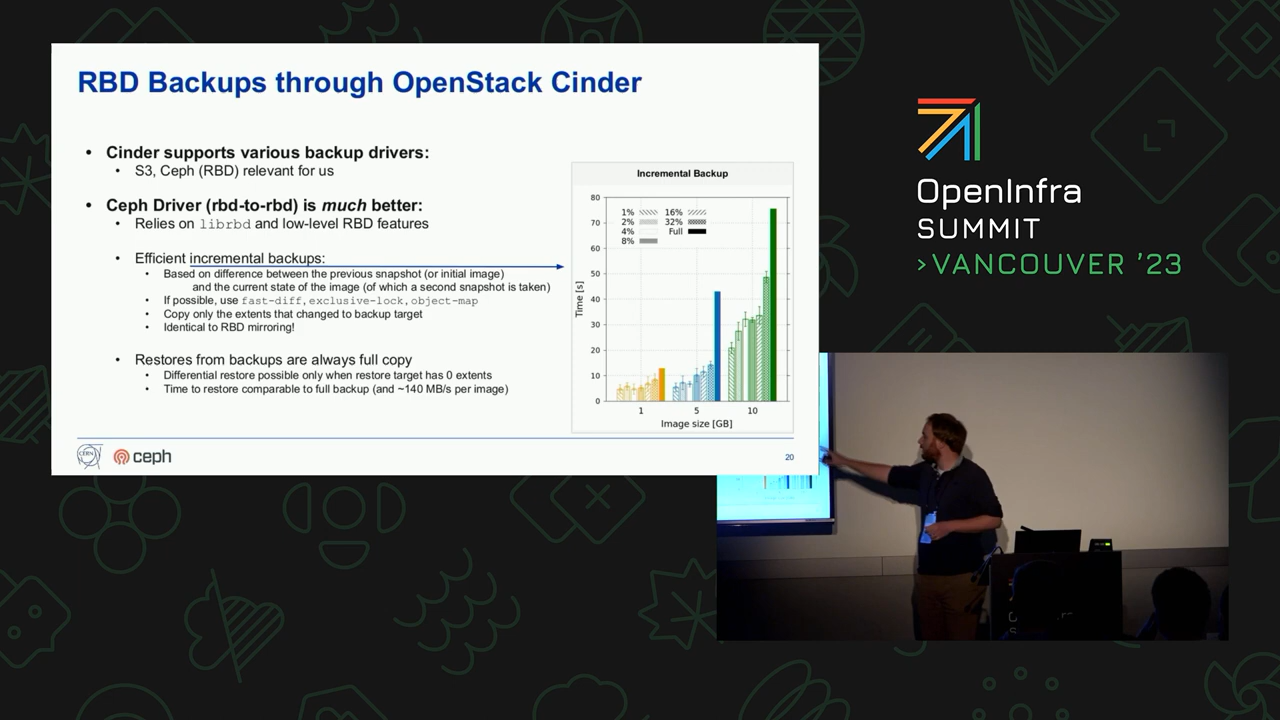 RBD Backups through OpenStack Cinder
• Cinder supports various backup drivers:
• S3, Ceph (RBD) relevant for us
• Ceph Driver (rbd-to-rbd) is much better:
• Relies on librbd and low-level RBD features
• Efficient incremental backups:
• Based on difference between the previous snapshot (or initial image)
and the current state of the image (of which a second snapshot is taken)
• If possible, use fast-diff, exclusive-lock, object-map
• Copy only the extents that changed to backup target
• Identical to RBD mirroring!
• Restores from backups are always full copy
• Differential restore possible only when restore target has 0 extents
• Time to restore comparable to full backup (and ~140 MB/s per image)
Incremental Backup
80
70
60
50
40
30
20
10
0
Time [s]
1% 16%
2% 32%
4% Full
8%
1 5 10
Image size [GB]
CERN
ceph
20
OpenInfra
SUMMIT
>VANCOUVER '23